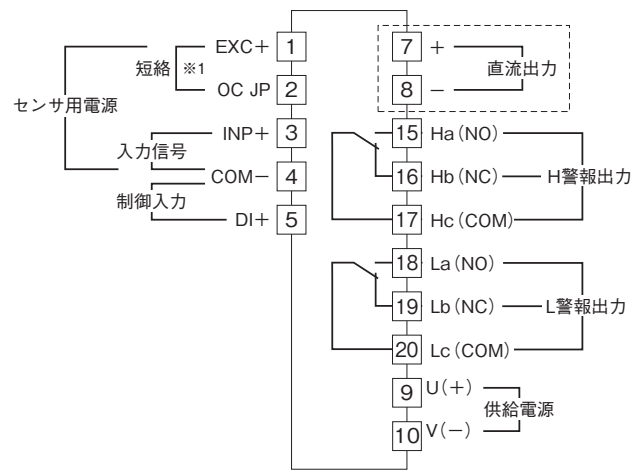 EXC+ 1
短絡 ※1
OC JP 2
センサ用電源
INP+ 3
入力信号
COM− 4
制御入力
DI+ 5
7 +
直流出力
8 −
15 Ha(NO)
16 Hb(NC) H警報出力
17 Hc(COM)
18 La(NO)
19 Lb(NC) L警報出力
20 Lc(COM)
9 U(+)
供給電源
10 V(−)